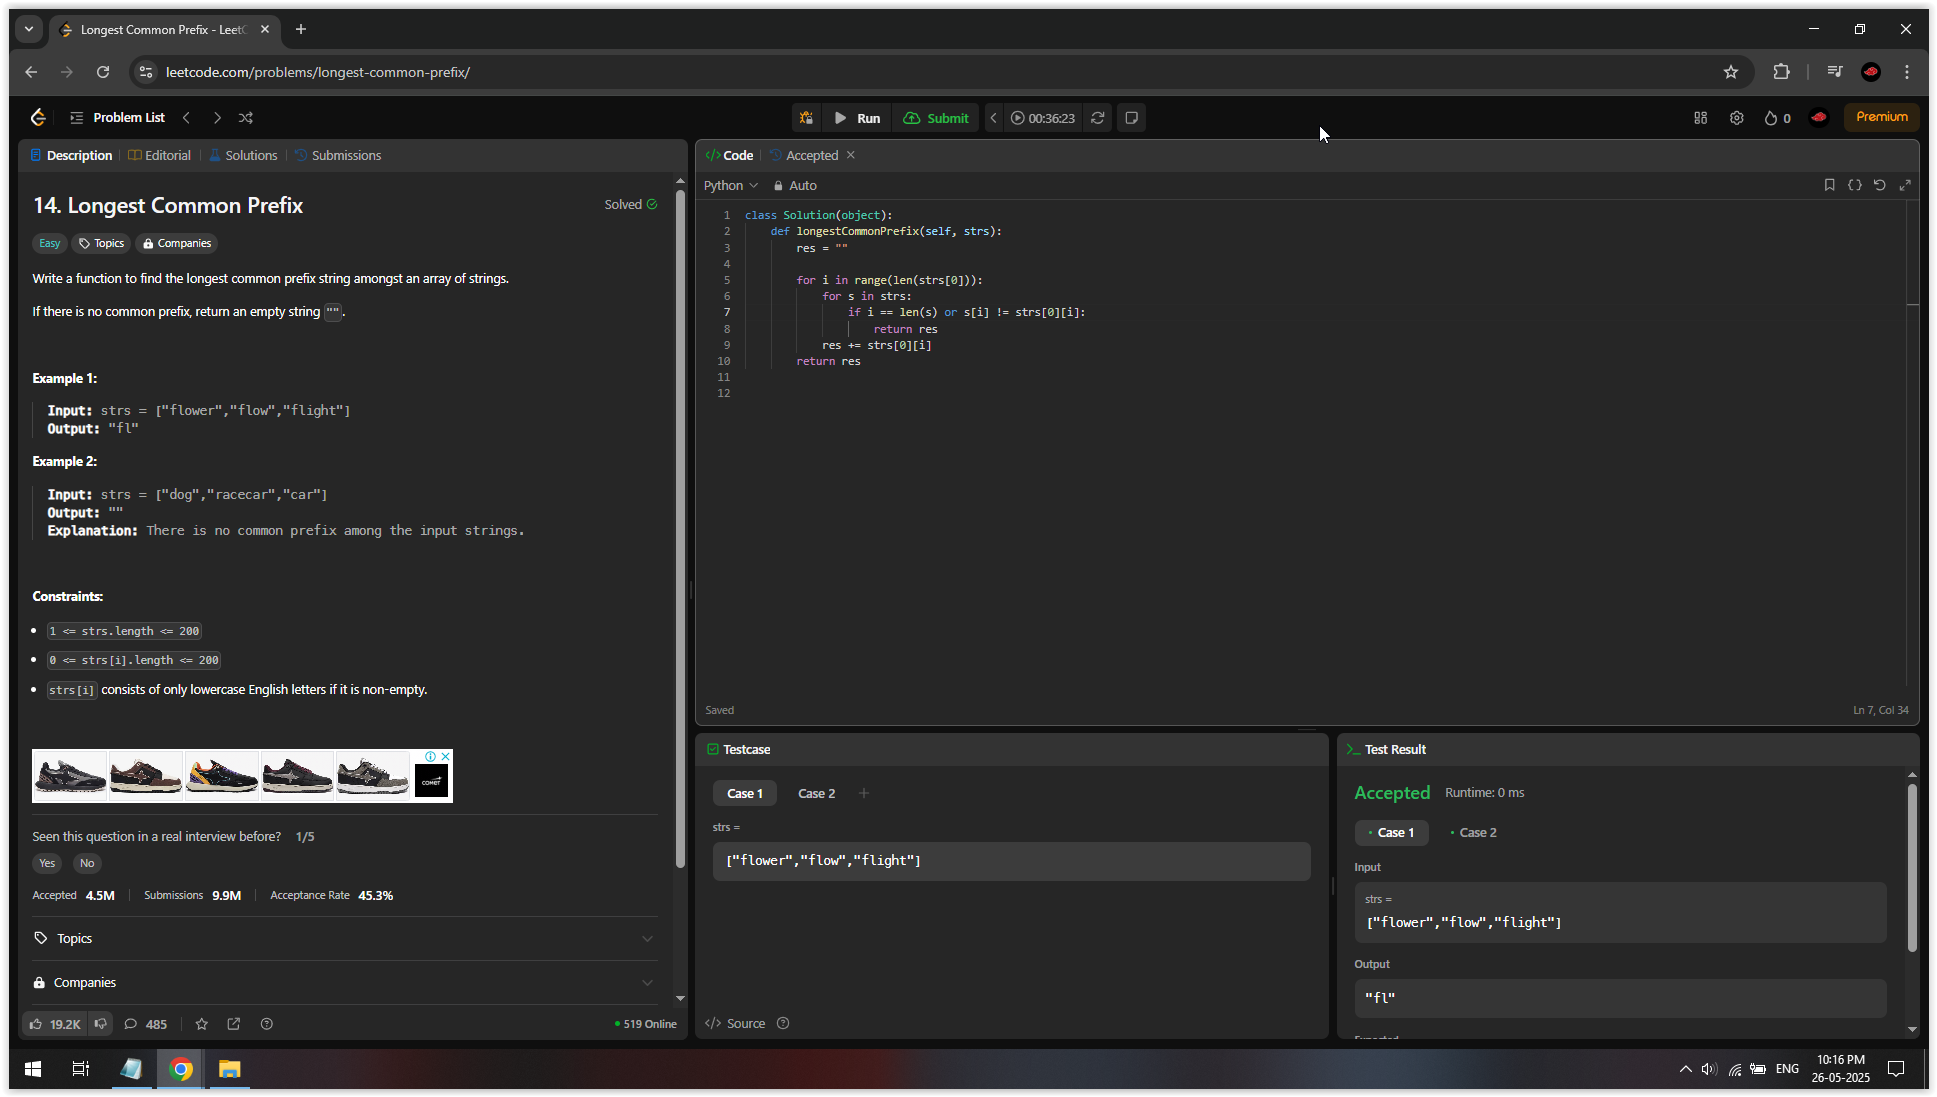 Longest Common Prefix - LeetC
leetcode.com/problems/longest-common-prefix/
Problem List
Run
Submit
00:36:23
0
Premium
Description
Editorial
Solutions
Submissions
14. Longest Common Prefix
Solved
Easy
Topics
Companies
Write a function to find the longest common prefix string amongst an array of strings.
If there is no common prefix, return an empty string "".
Example 1:
Input: strs = ["flower","flow","flight"]
Output: "fl"
Example 2:
Input: strs = ["dog","racecar","car"]
Output: ""
Explanation: There is no common prefix among the input strings.
Constraints:
1 <= strs.length <= 200
0 <= strs[i].length <= 200
strs[i] consists of only lowercase English letters if it is non-empty.
COMET
Seen this question in a real interview before? 1/5
Yes
No
Accepted 4.5M
Submissions 9.9M
Acceptance Rate 45.3%
Topics
Companies
19.2K
485
519 Online
</>Code
Accepted
Python
Auto
1 class Solution(object):
2 def longestCommonPrefix(self, strs):
3 res = ""
4
5 for i in range(len(strs[0])):
6 for s in strs:
7 if i == len(s) or s[i] != strs[0][i]:
8 return res
9 res += strs[0][i]
10 return res
11
12
Saved
Ln 7, Col 34
Testcase
Case 1
Case 2
+
strs =
["flower","flow","flight"]
</> Source
Test Result
Accepted
Runtime: 0 ms
Case 1
Case 2
Input
strs =
["flower","flow","flight"]
Output
"fl"
ENG
10:16 PM
26-05-2025